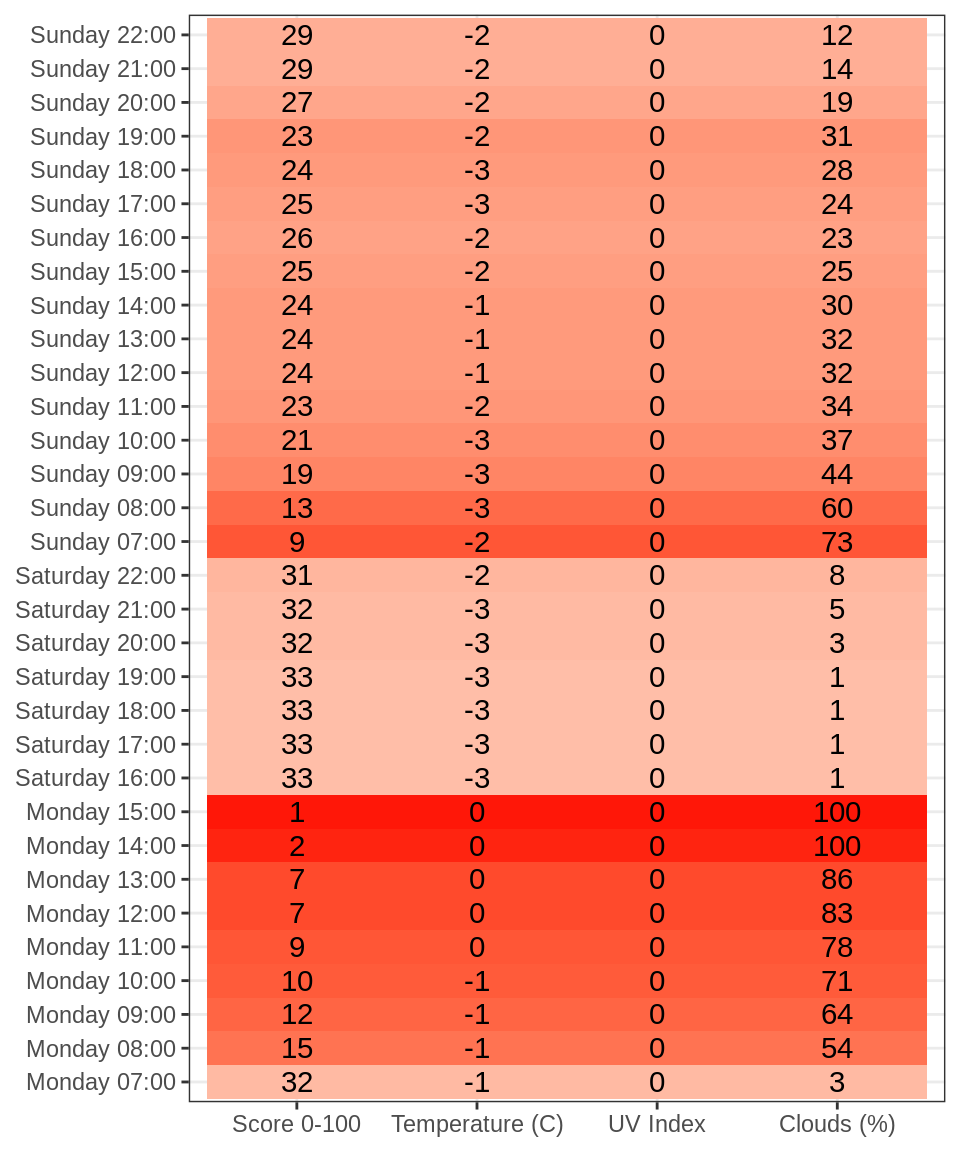 Sunday 22:00 29 -2 0 12
Sunday 21:00 29 -2 0 14
Sunday 20:00 27 -2 0 19
Sunday 19:00 23 -2 0 31
Sunday 18:00 24 -3 0 28
Sunday 17:00 25 -3 0 24
Sunday 16:00 26 -2 0 23
Sunday 15:00 25 -2 0 25
Sunday 14:00 24 -1 0 30
Sunday 13:00 24 -1 0 32
Sunday 12:00 24 -1 0 32
Sunday 11:00 23 -2 0 34
Sunday 10:00 21 -3 0 37
Sunday 09:00 19 -3 0 44
Sunday 08:00 13 -3 0 60
Sunday 07:00 9 -2 0 73
Saturday 22:00 31 -2 0 8
Saturday 21:00 32 -3 0 5
Saturday 20:00 32 -3 0 3
Saturday 19:00 33 -3 0 1
Saturday 18:00 33 -3 0 1
Saturday 17:00 33 -3 0 1
Saturday 16:00 33 -3 0 1
Monday 15:00 1 0 0 100
Monday 14:00 2 0 0 100
Monday 13:00 7 0 0 86
Monday 12:00 7 0 0 83
Monday 11:00 9 0 0 78
Monday 10:00 10 -1 0 71
Monday 09:00 12 -1 0 64
Monday 08:00 15 -1 0 54
Monday 07:00 32 -1 0 3
Score 0-100 Temperature (C) UV Index Clouds (%)